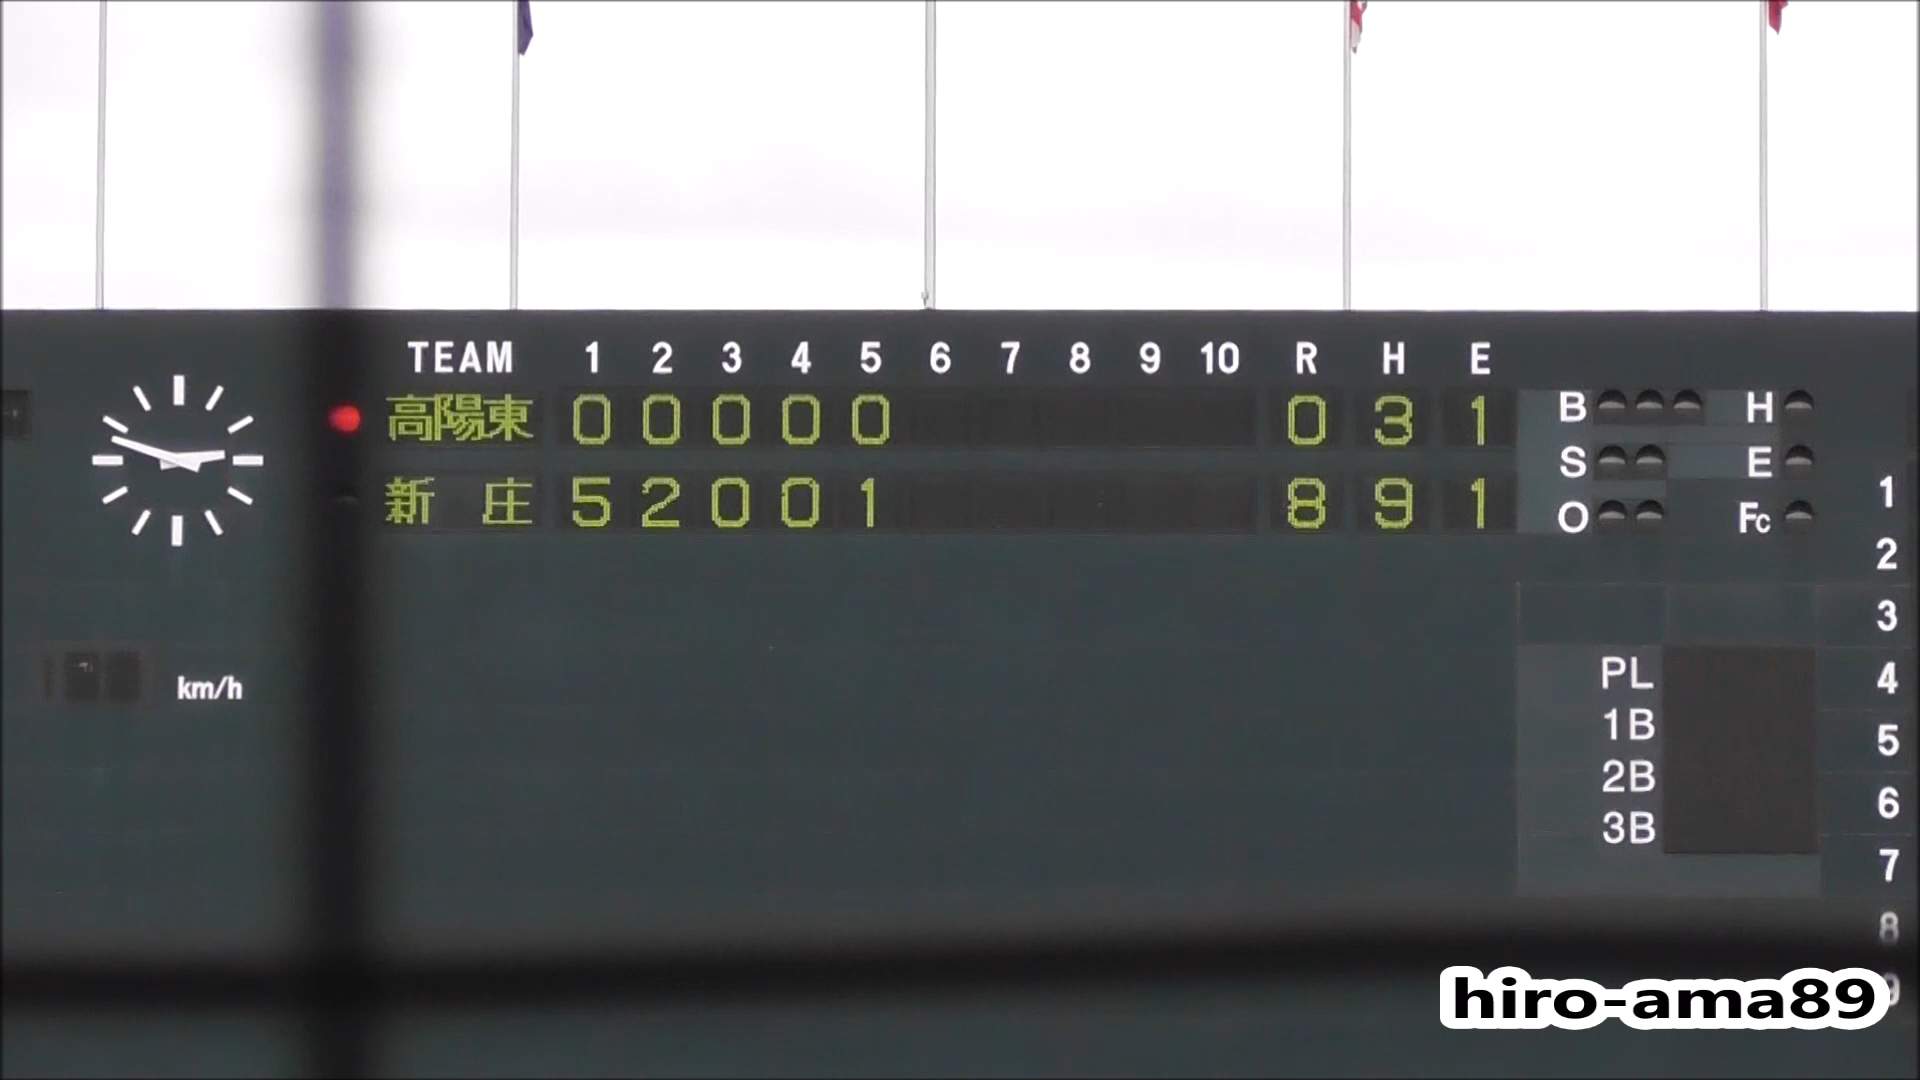 TEAM 1 2 3 4 5 6 7 8 9 10 R H E
高陽東 0 0 0 0 0 0 3 1
新 庄 5 2 0 0 1 8 9 1
B H
S E
O Fc
km/h
PL
1B
2B
3B
1
2
3
4
5
6
7
8
9
hiro-ama89